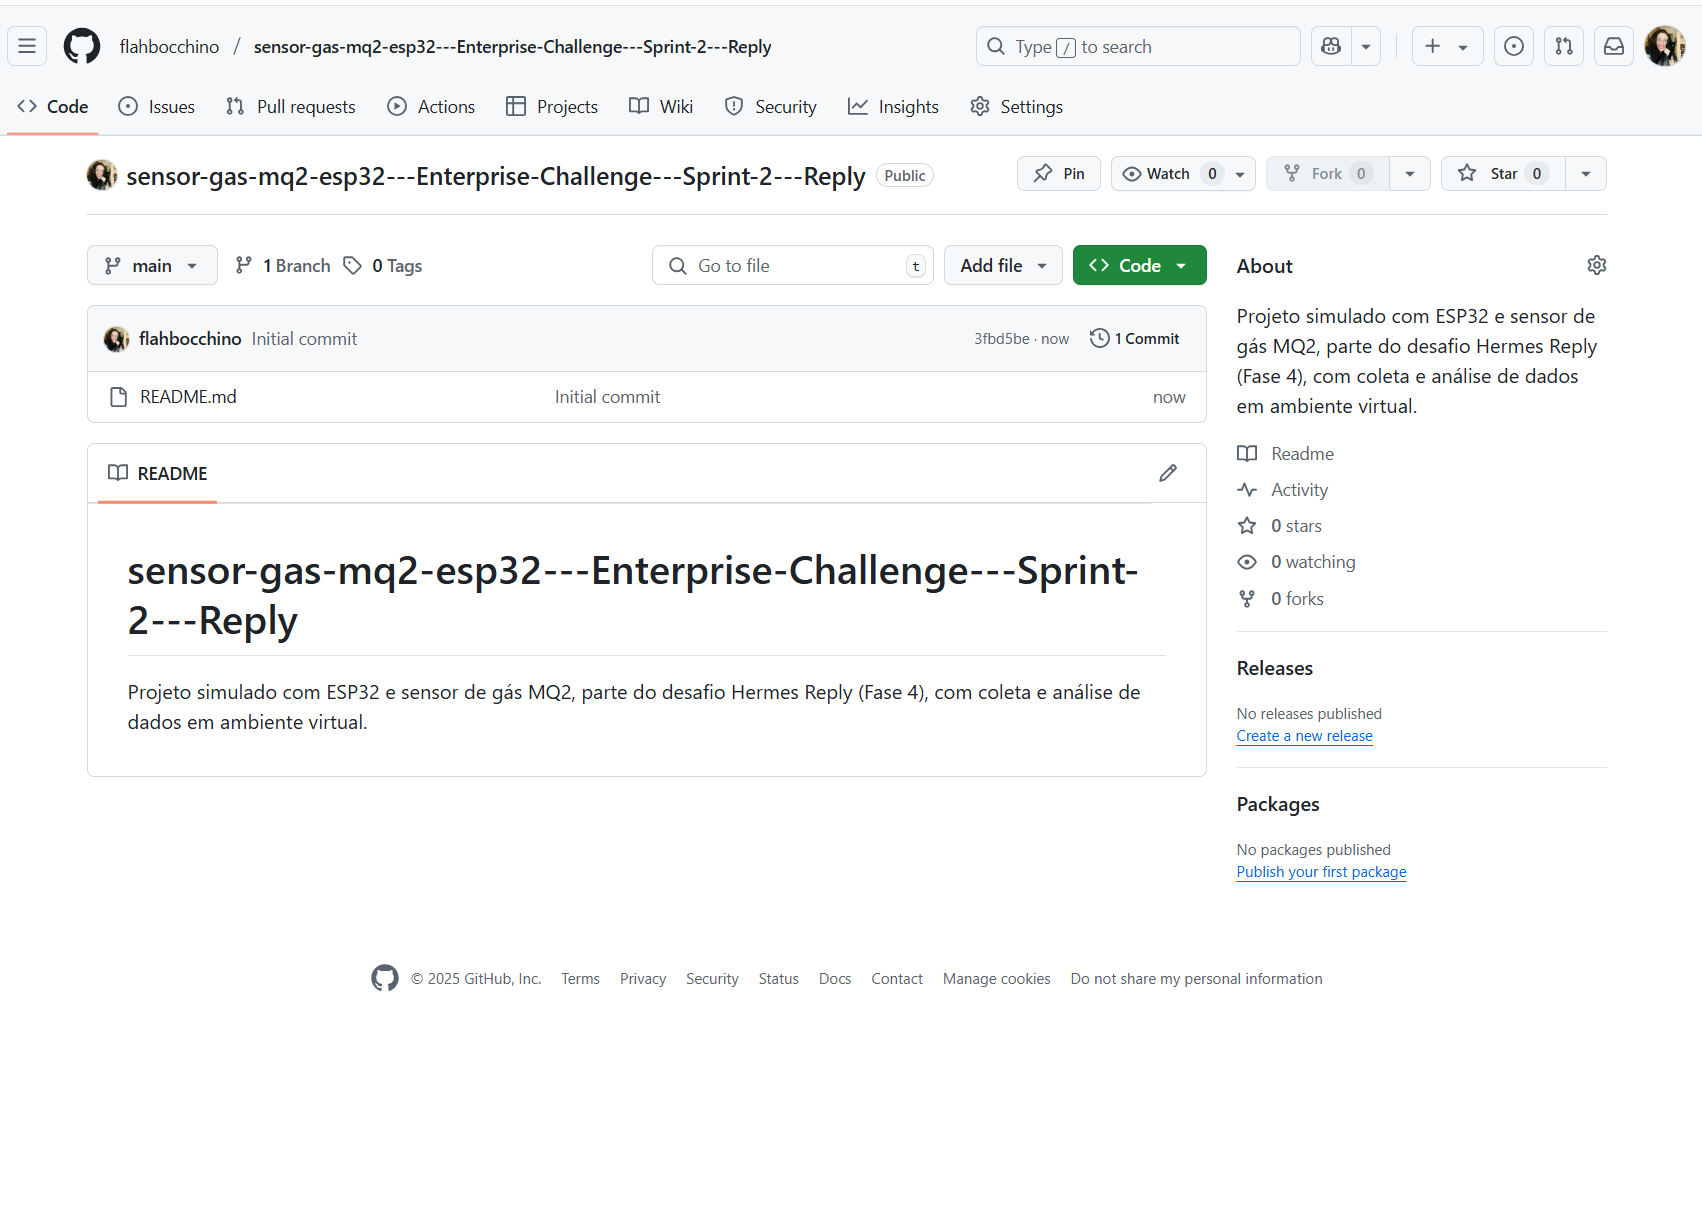 flahbocchino / sensor-gas-mq2-esp32---Enterprise-Challenge---Sprint-2---Reply
Type / to search
Code Issues Pull requests Actions Projects Wiki Security Insights Settings
sensor-gas-mq2-esp32---Enterprise-Challenge---Sprint-2---Reply Public
Pin Watch 0 Fork 0 Star 0
main 1 Branch 0 Tags
Go to file t Add file Code
flahbocchino Initial commit 3fbd5be · now 1 Commit
README.md Initial commit now
README
sensor-gas-mq2-esp32---Enterprise-Challenge---Sprint-
2---Reply
Projeto simulado com ESP32 e sensor de gás MQ2, parte do desafio Hermes Reply (Fase 4), com coleta e análise de
dados em ambiente virtual.
About
Projeto simulado com ESP32 e sensor de
gás MQ2, parte do desafio Hermes Reply
(Fase 4), com coleta e análise de dados
em ambiente virtual.
Readme
Activity
0 stars
0 watching
0 forks
Releases
No releases published
Create a new release
Packages
No packages published
Publish your first package
© 2025 GitHub, Inc. Terms Privacy Security Status Docs Contact Manage cookies Do not share my personal information